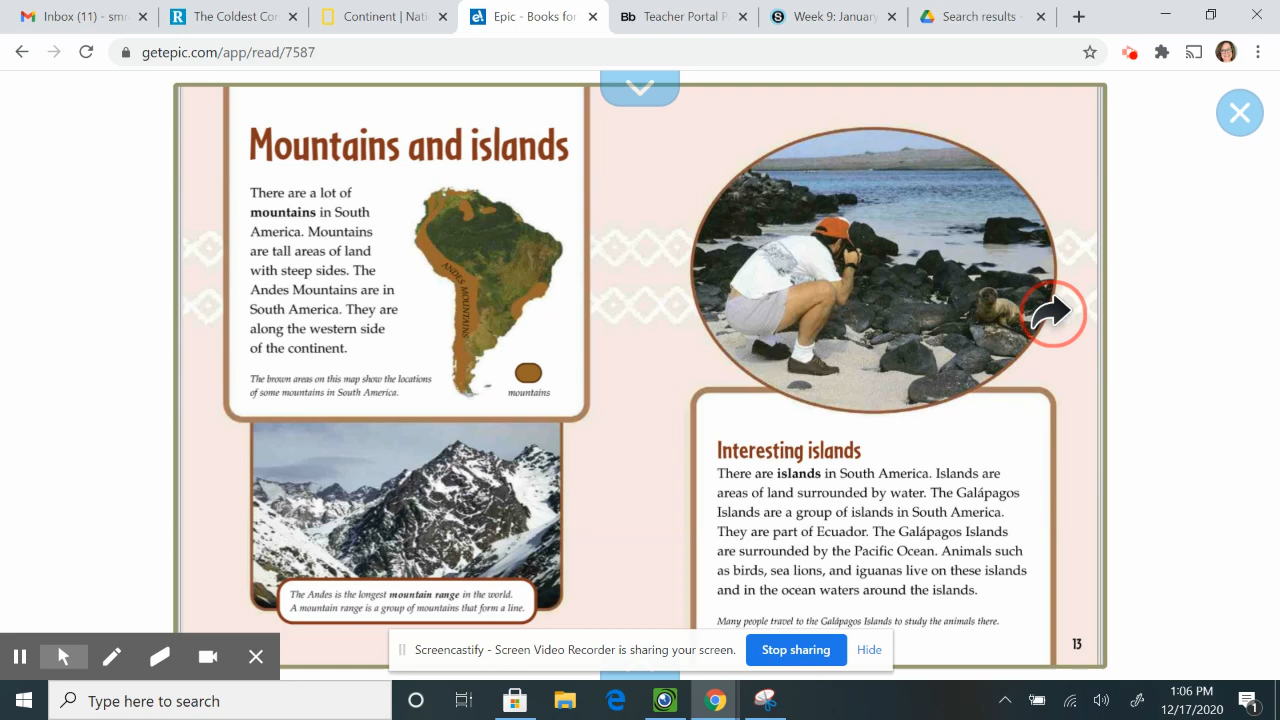 Inbox (11) - smn
The Coldest Cor
Continent | Nati
Epic - Books for
Bb Teacher Portal P
Week 9: January
Search results -
getepic.com/app/read/7587
Mountains and islands
There are a lot of
mountains in South
America. Mountains
are tall areas of land
with steep sides. The
Andes Mountains are in
South America. They are
along the western side
of the continent.
ANDES MOUNTAINS
mountains
The brown areas on this map show the locations
of some mountains in South America.
The Andes is the longest mountain range in the world.
A mountain range is a group of mountains that form a line.
Interesting islands
There are islands in South America. Islands are
areas of land surrounded by water. The Galápagos
Islands are a group of islands in South America.
They are part of Ecuador. The Galápagos Islands
are surrounded by the Pacific Ocean. Animals such
as birds, sea lions, and iguanas live on these islands
and in the ocean waters around the islands.
Many people travel to the Galápagos Islands to study the animals there.
13
Screencastify - Screen Video Recorder is sharing your screen.
Stop sharing
Hide
Type here to search
1:06 PM
12/17/2020
1